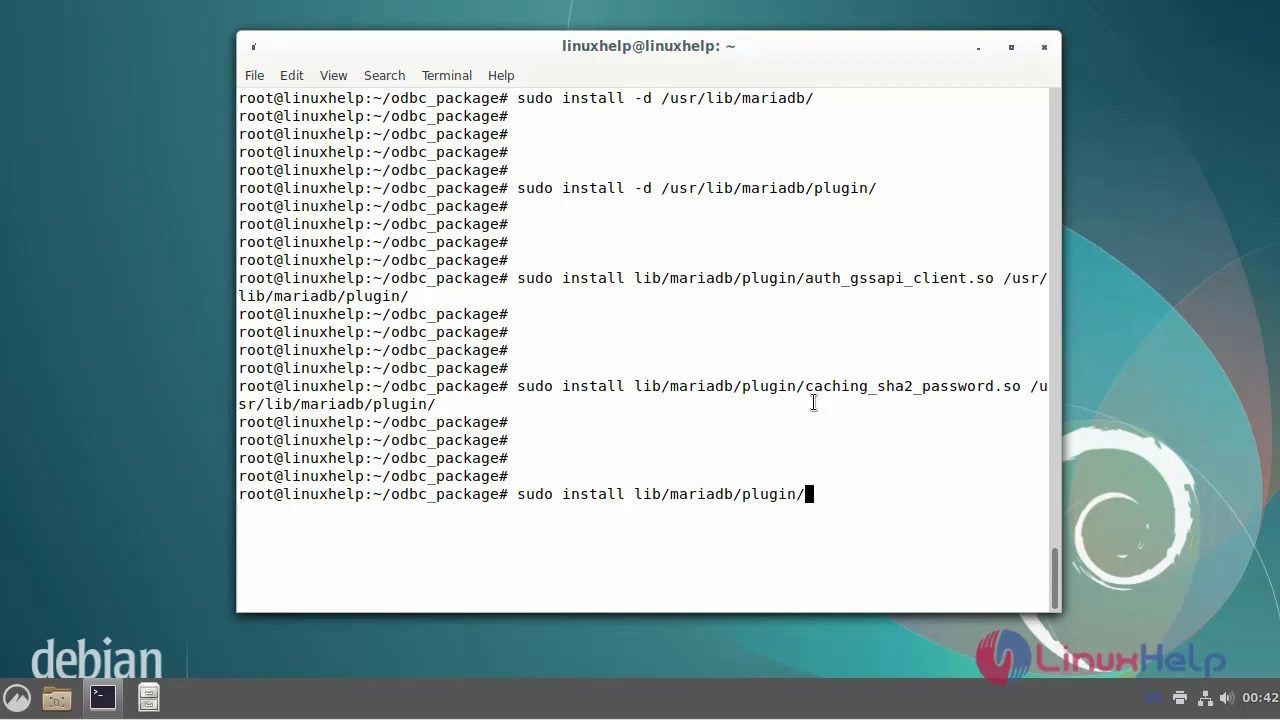 linuxhelp@linuxhelp: ~
File Edit View Search Terminal Help
root@linuxhelp:~/odbc_package# sudo install -d /usr/lib/mariadb/
root@linuxhelp:~/odbc_package#
root@linuxhelp:~/odbc_package#
root@linuxhelp:~/odbc_package#
root@linuxhelp:~/odbc_package#
root@linuxhelp:~/odbc_package# sudo install -d /usr/lib/mariadb/plugin/
root@linuxhelp:~/odbc_package#
root@linuxhelp:~/odbc_package#
root@linuxhelp:~/odbc_package#
root@linuxhelp:~/odbc_package#
root@linuxhelp:~/odbc_package# sudo install lib/mariadb/plugin/auth_gssapi_client.so /usr/
lib/mariadb/plugin/
root@linuxhelp:~/odbc_package#
root@linuxhelp:~/odbc_package#
root@linuxhelp:~/odbc_package#
root@linuxhelp:~/odbc_package#
root@linuxhelp:~/odbc_package# sudo install lib/mariadb/plugin/caching_sha2_password.so /u
sr/lib/mariadb/plugin/
root@linuxhelp:~/odbc_package#
root@linuxhelp:~/odbc_package#
root@linuxhelp:~/odbc_package#
root@linuxhelp:~/odbc_package#
root@linuxhelp:~/odbc_package# sudo install lib/mariadb/plugin/
debian
LinuxHelp
00:42